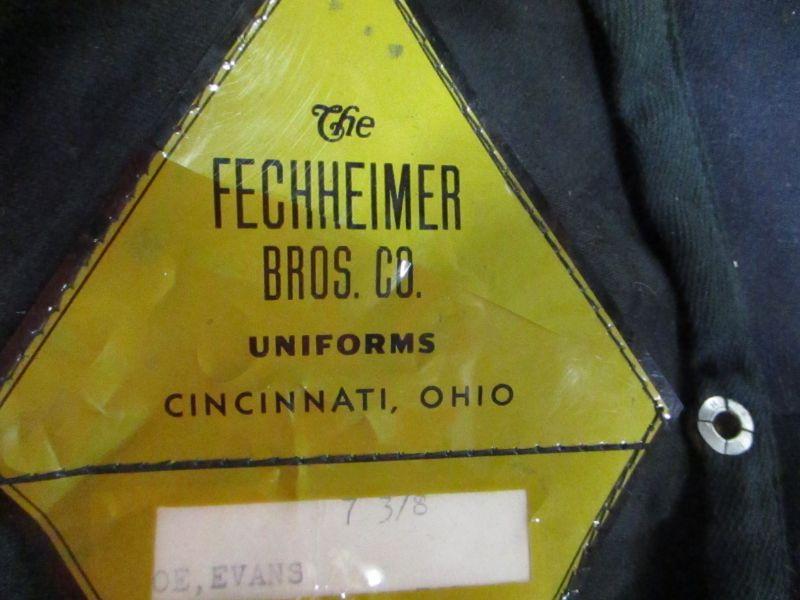 The
FECHHEIMER
BROS. CO.
UNIFORMS
CINCINNATI, OHIO
7 3/8
OE, EVANS